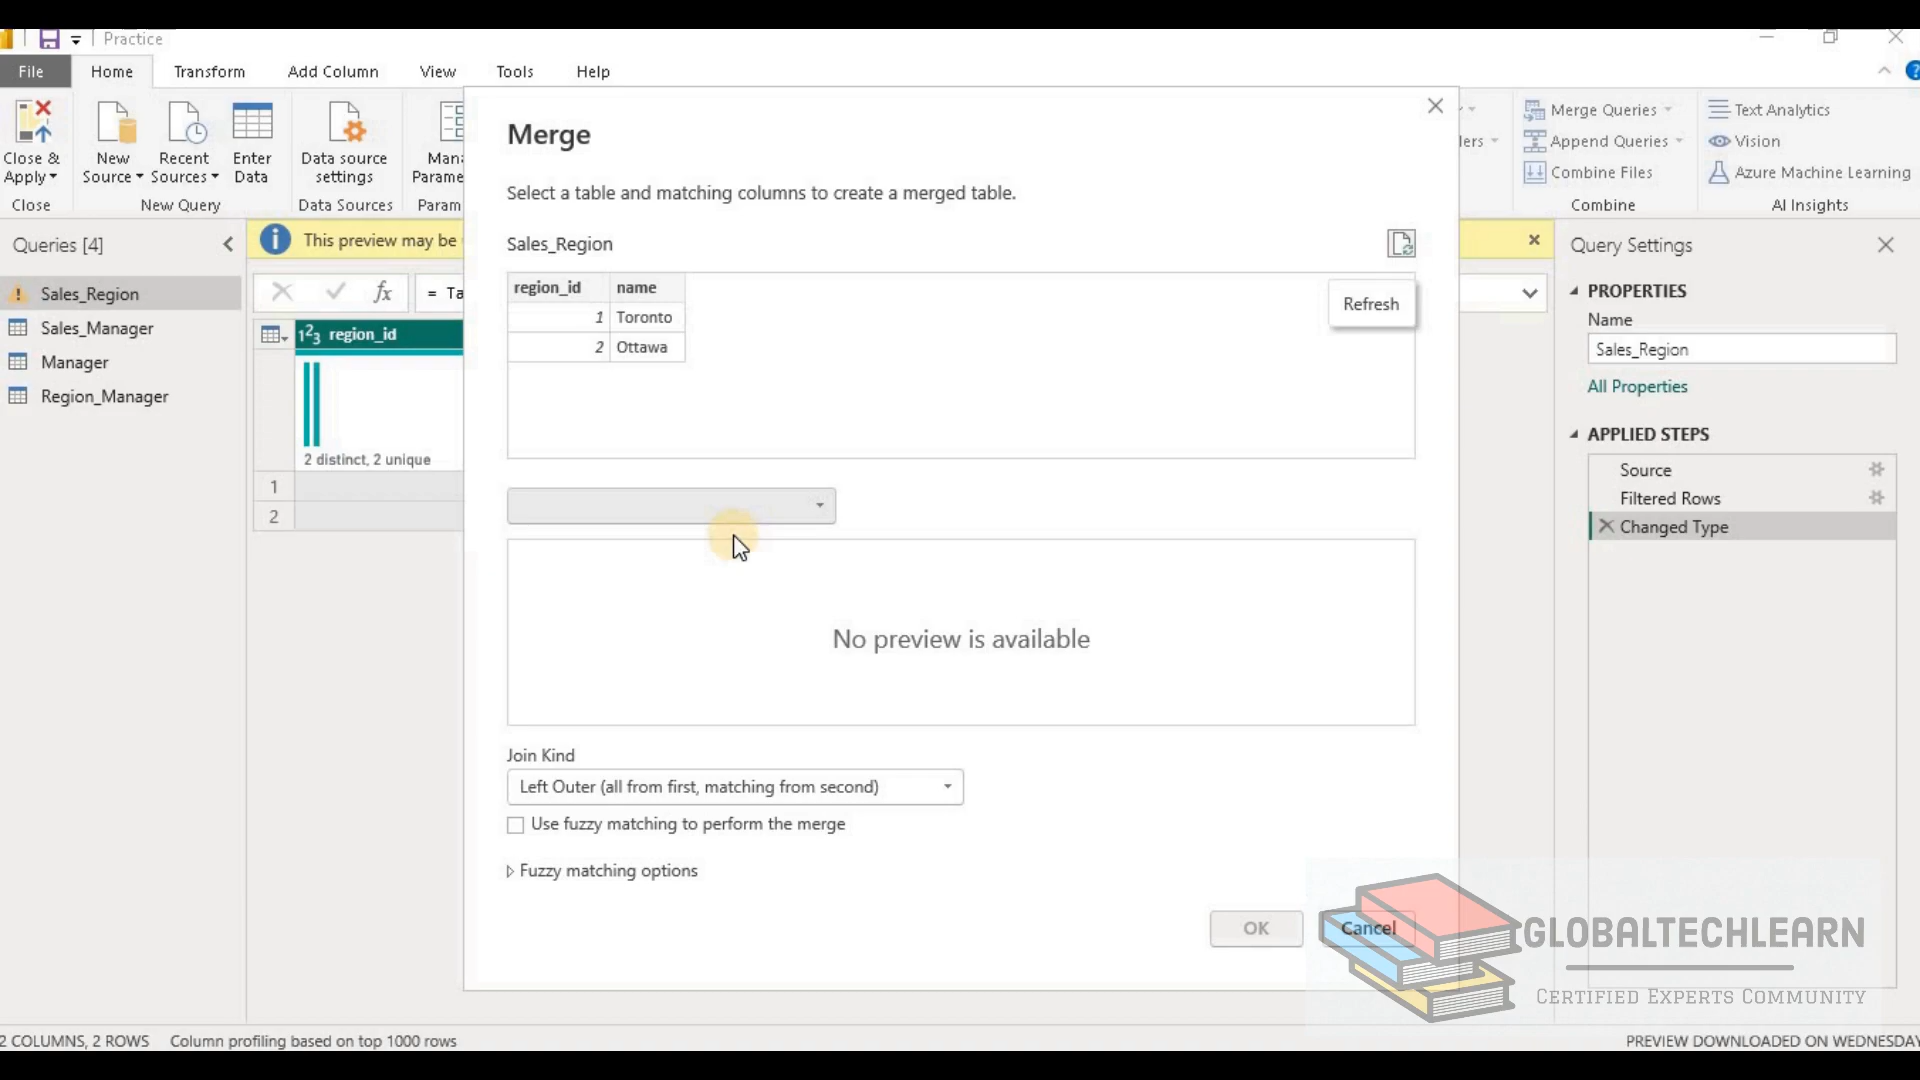 Practice
File Home Transform Add Column View Tools Help
Close & Apply
New Source
Recent Sources
Enter Data
Data source settings
Close
New Query
Data Sources
Param
Merge Queries
Append Queries
Combine Files
Combine
Text Analytics
Vision
Azure Machine Learning
AI Insights
Queries [4]
Sales_Region
Sales_Manager
Manager
Region_Manager
This preview may be
fx = Ta
1²3 region_id
2 distinct, 2 unique
1
2
Merge
Select a table and matching columns to create a merged table.
Sales_Region
region_id name
1 Toronto
2 Ottawa
Refresh
No preview is available
Join Kind
Left Outer (all from first, matching from second)
Use fuzzy matching to perform the merge
Fuzzy matching options
OK
Cancel
Query Settings
PROPERTIES
Name
Sales_Region
All Properties
APPLIED STEPS
Source
Filtered Rows
Changed Type
GLOBALTECHLEARN
CERTIFIED EXPERTS COMMUNITY
2 COLUMNS, 2 ROWS Column profiling based on top 1000 rows
PREVIEW DOWNLOADED ON WEDNESDAY